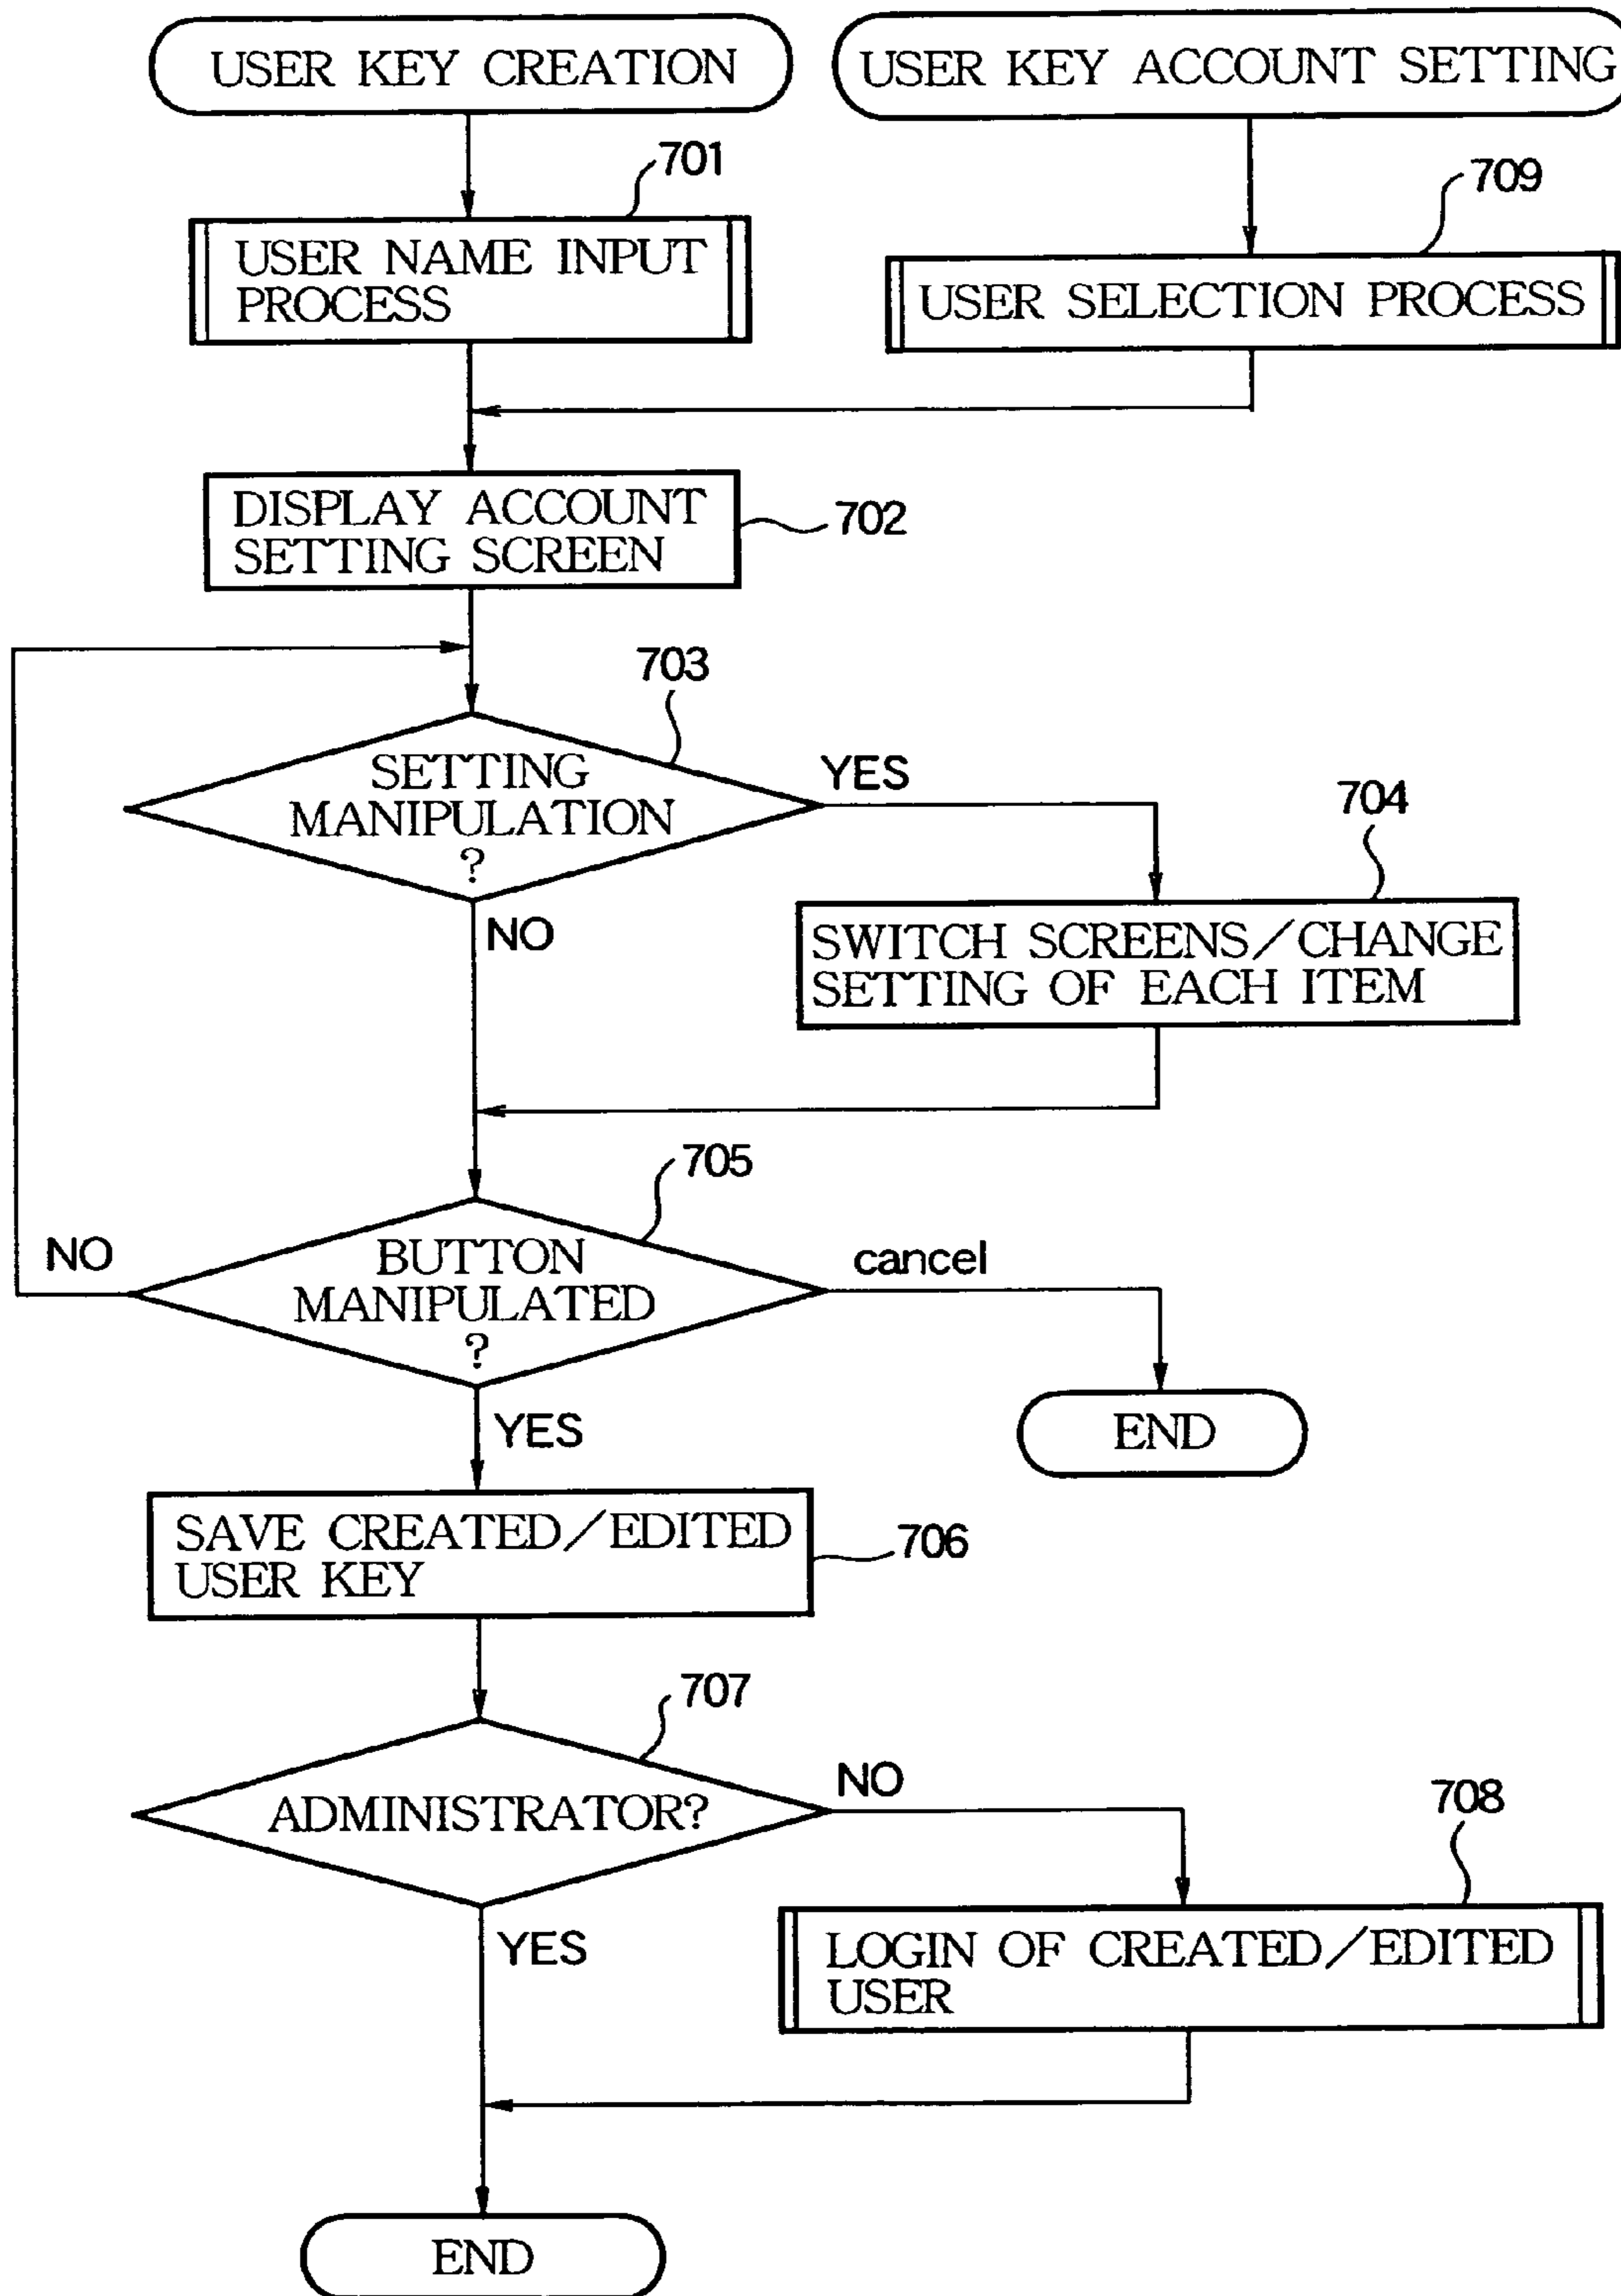 USER KEY CREATION
USER KEY ACCOUNT SETTING
701
709
USER NAME INPUT
PROCESS
USER SELECTION PROCESS
DISPLAY ACCOUNT
SETTING SCREEN
702
703
SETTING
MANIPULATION
?
YES
704
NO
SWITCH SCREENS/CHANGE
SETTING OF EACH ITEM
705
NO
BUTTON
MANIPULATED
?
cancel
YES
END
SAVE CREATED/EDITED
USER KEY
706
707
ADMINISTRATOR?
NO
708
YES
LOGIN OF CREATED/EDITED
USER
END